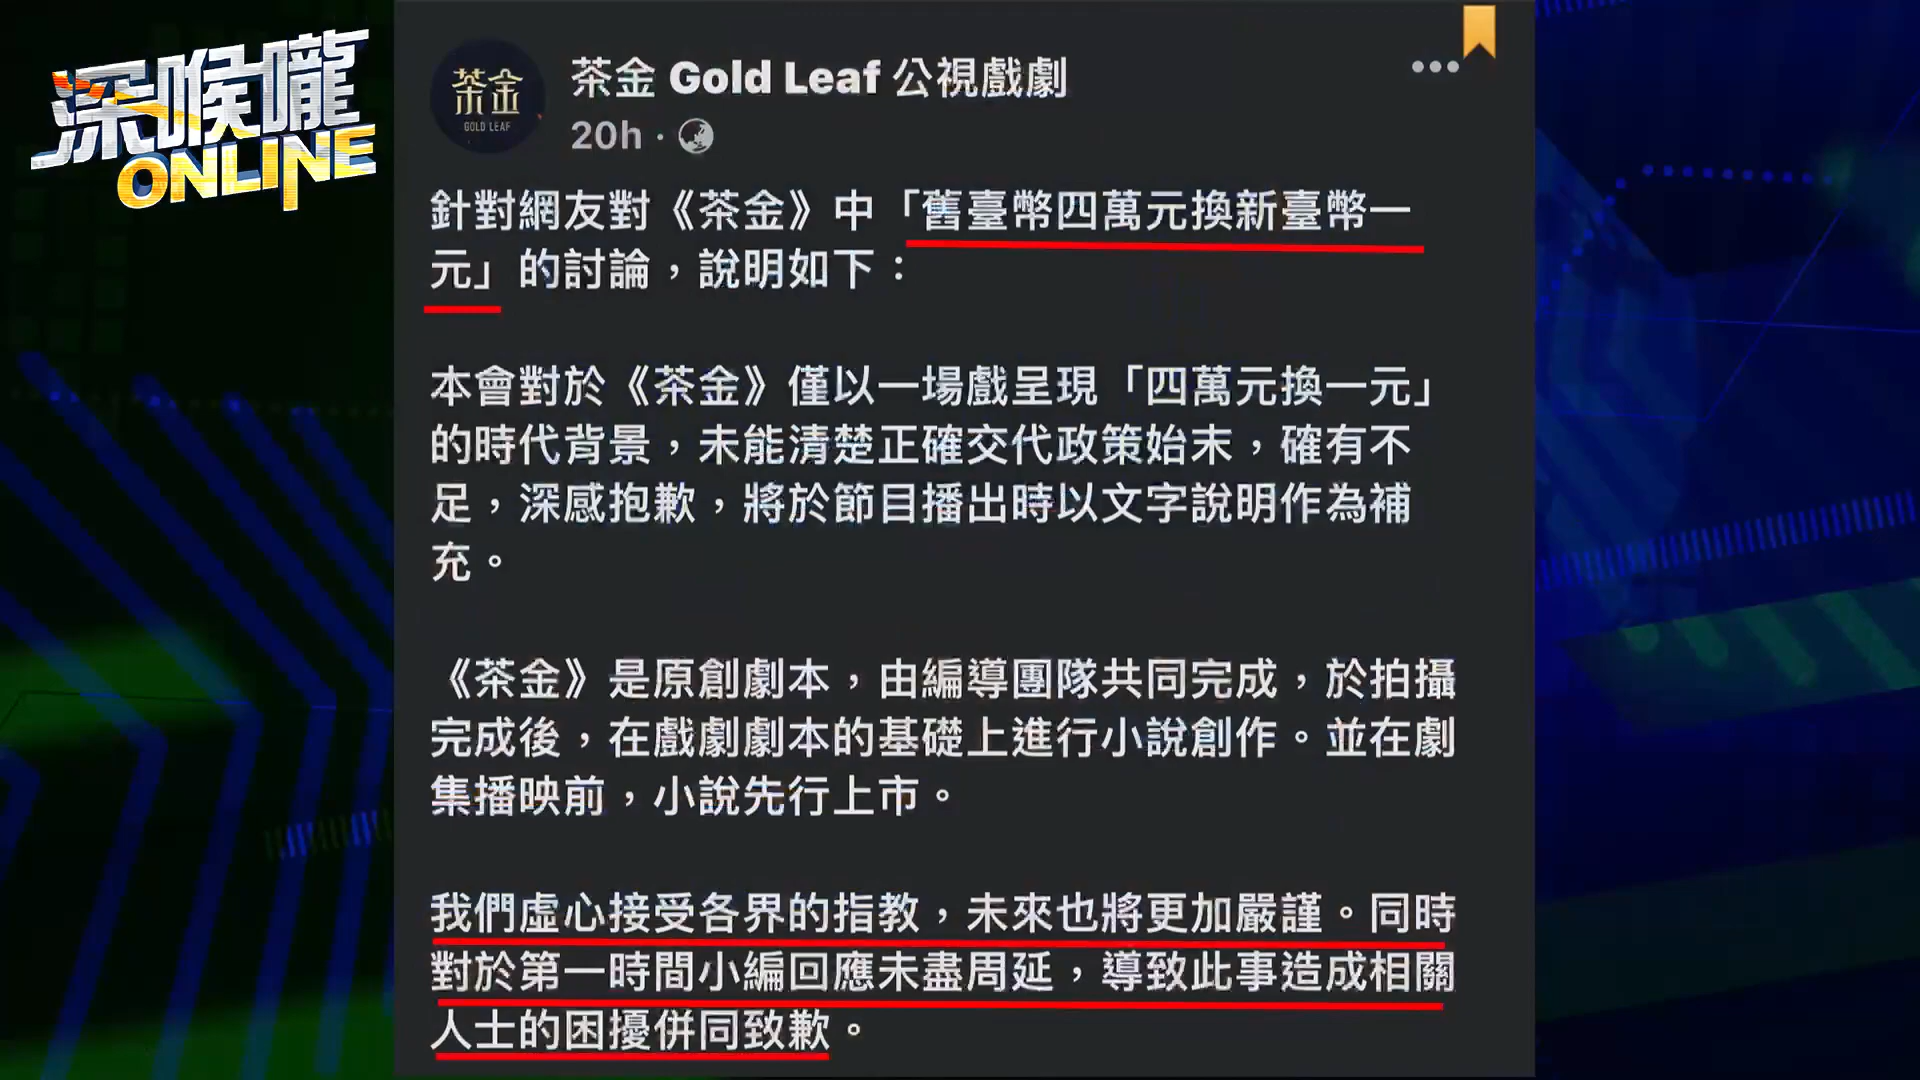 深喉嚨
ONLINE
茶金
GOLD LEAF
茶金 Gold Leaf 公視戲劇
20h ·
針對網友對《茶金》中「舊臺幣四萬元換新臺幣一
元」的討論，說明如下：
本會對於《茶金》僅以一場戲呈現「四萬元換一元」
的時代背景，未能清楚正確交代政策始末，確有不
足，深感抱歉，將於節目播出時以文字說明作為補
充。
《茶金》是原創劇本，由編導團隊共同完成，於拍攝
完成後，在戲劇劇本的基礎上進行小說創作。並在劇
集播映前，小說先行上市。
我們虛心接受各界的指教，未來也將更加嚴謹。同時
對於第一時間小編回應未盡周延，導致此事造成相關
人士的困擾併同致歉。